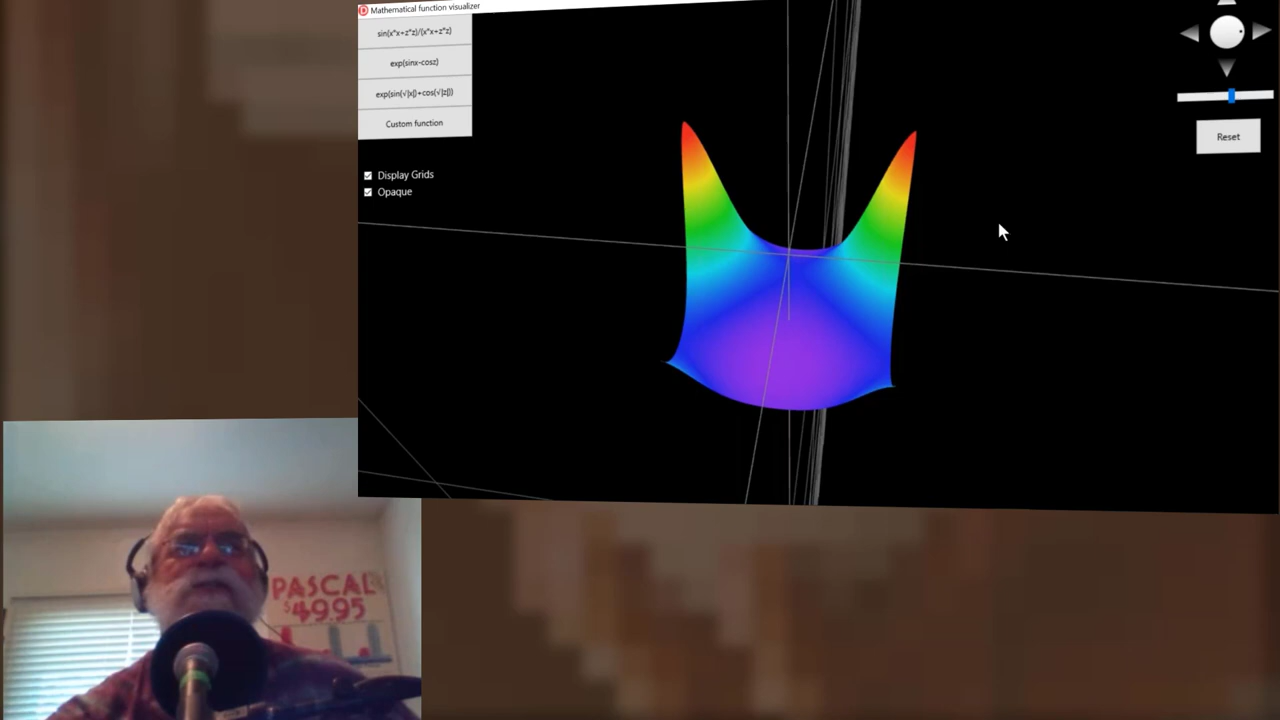 Mathematical function visualizer
sin(x*x+z*z)/(x*x+z*z)
exp(sinx-cosz)
exp(sin(√|x|)+cos(√|z|))
Custom function
Display Grids
Opaque
Reset
PASCAL
$49.95